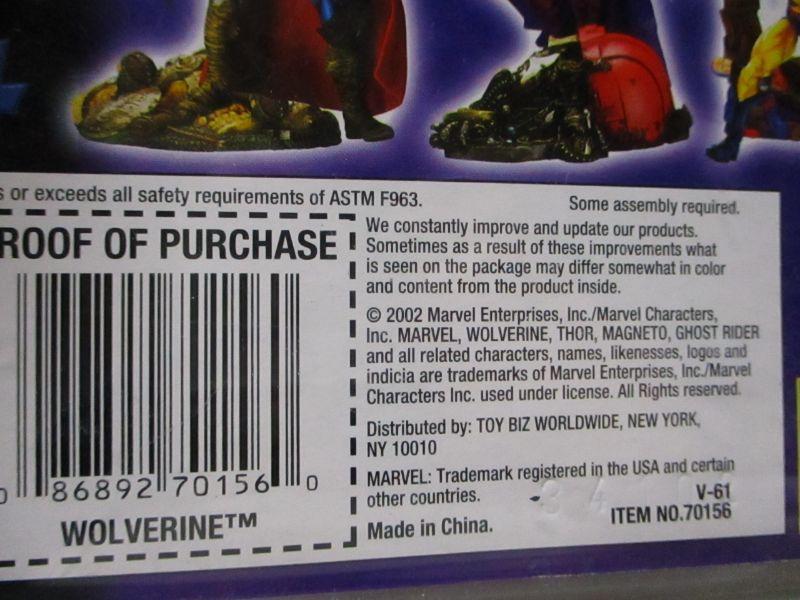 or exceeds all safety requirements of ASTM F963.
Some assembly required.
ROOF OF PURCHASE
We constantly improve and update our products.
Sometimes as a result of these improvements what
is seen on the package may differ somewhat in color
and content from the product inside.
© 2002 Marvel Enterprises, Inc./Marvel Characters,
Inc. MARVEL, WOLVERINE, THOR, MAGNETO, GHOST RIDER
and all related characters, names, likenesses, logos and
indicia are trademarks of Marvel Enterprises, Inc./Marvel
Characters Inc. used under license. All Rights reserved.
Distributed by: TOY BIZ WORLDWIDE, NEW YORK,
NY 10010
MARVEL: Trademark registered in the USA and certain
other countries.
Made in China.
V-61
ITEM NO.70156
0 86892 70156 0
WOLVERINE™